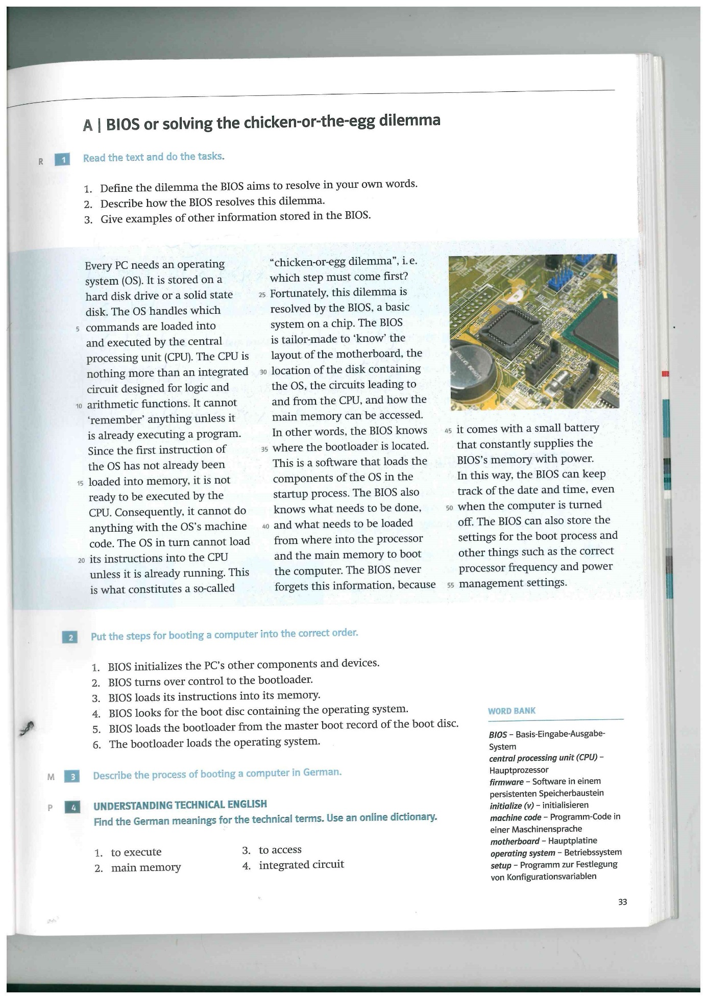 A | BIOS or solving the chicken-or-the-egg dilemma
R 1 Read the text and do the tasks.
1. Define the dilemma the BIOS aims to resolve in your own words.
2. Describe how the BIOS resolves this dilemma.
3. Give examples of other information stored in the BIOS.
Every PC needs an operating
system (OS). It is stored on a
hard disk drive or a solid state
disk. The OS handles which
5 commands are loaded into
and executed by the central
processing unit (CPU). The CPU is
nothing more than an integrated
circuit designed for logic and
10 arithmetic functions. It cannot
‘remember’ anything unless it
is already executing a program.
Since the first instruction of
the OS has not already been
15 loaded into memory, it is not
ready to be executed by the
CPU. Consequently, it cannot do
anything with the OS’s machine
code. The OS in turn cannot load
20 its instructions into the CPU
unless it is already running. This
is what constitutes a so-called
“chicken-or-egg dilemma”, i. e.
which step must come first?
25 Fortunately, this dilemma is
resolved by the BIOS, a basic
system on a chip. The BIOS
is tailor-made to ‘know’ the
layout of the motherboard, the
30 location of the disk containing
the OS, the circuits leading to
and from the CPU, and how the
main memory can be accessed.
In other words, the BIOS knows
35 where the bootloader is located.
This is a software that loads the
components of the OS in the
startup process. The BIOS also
knows what needs to be done,
40 and what needs to be loaded
from where into the processor
and the main memory to boot
the computer. The BIOS never
forgets this information, because
45 it comes with a small battery
that constantly supplies the
BIOS’s memory with power.
In this way, the BIOS can keep
track of the date and time, even
50 when the computer is turned
off. The BIOS can also store the
settings for the boot process and
other things such as the correct
processor frequency and power
55 management settings.
2 Put the steps for booting a computer into the correct order.
1. BIOS initializes the PC’s other components and devices.
2. BIOS turns over control to the bootloader.
3. BIOS loads its instructions into its memory.
4. BIOS looks for the boot disc containing the operating system.
5. BIOS loads the bootloader from the master boot record of the boot disc.
6. The bootloader loads the operating system.
M 3 Describe the process of booting a computer in German.
P 4 UNDERSTANDING TECHNICAL ENGLISH
Find the German meanings for the technical terms. Use an online dictionary.
1. to execute
2. main memory
3. to access
4. integrated circuit
WORD BANK
BIOS – Basis-Eingabe-Ausgabe-
System
central processing unit (CPU) –
Hauptprozessor
firmware – Software in einem
persistenten Speicherbaustein
initialize (v) – initialisieren
machine code – Programm-Code in
einer Maschinensprache
motherboard – Hauptplatine
operating system – Betriebssystem
setup – Programm zur Festlegung
von Konfigurationsvariablen
33